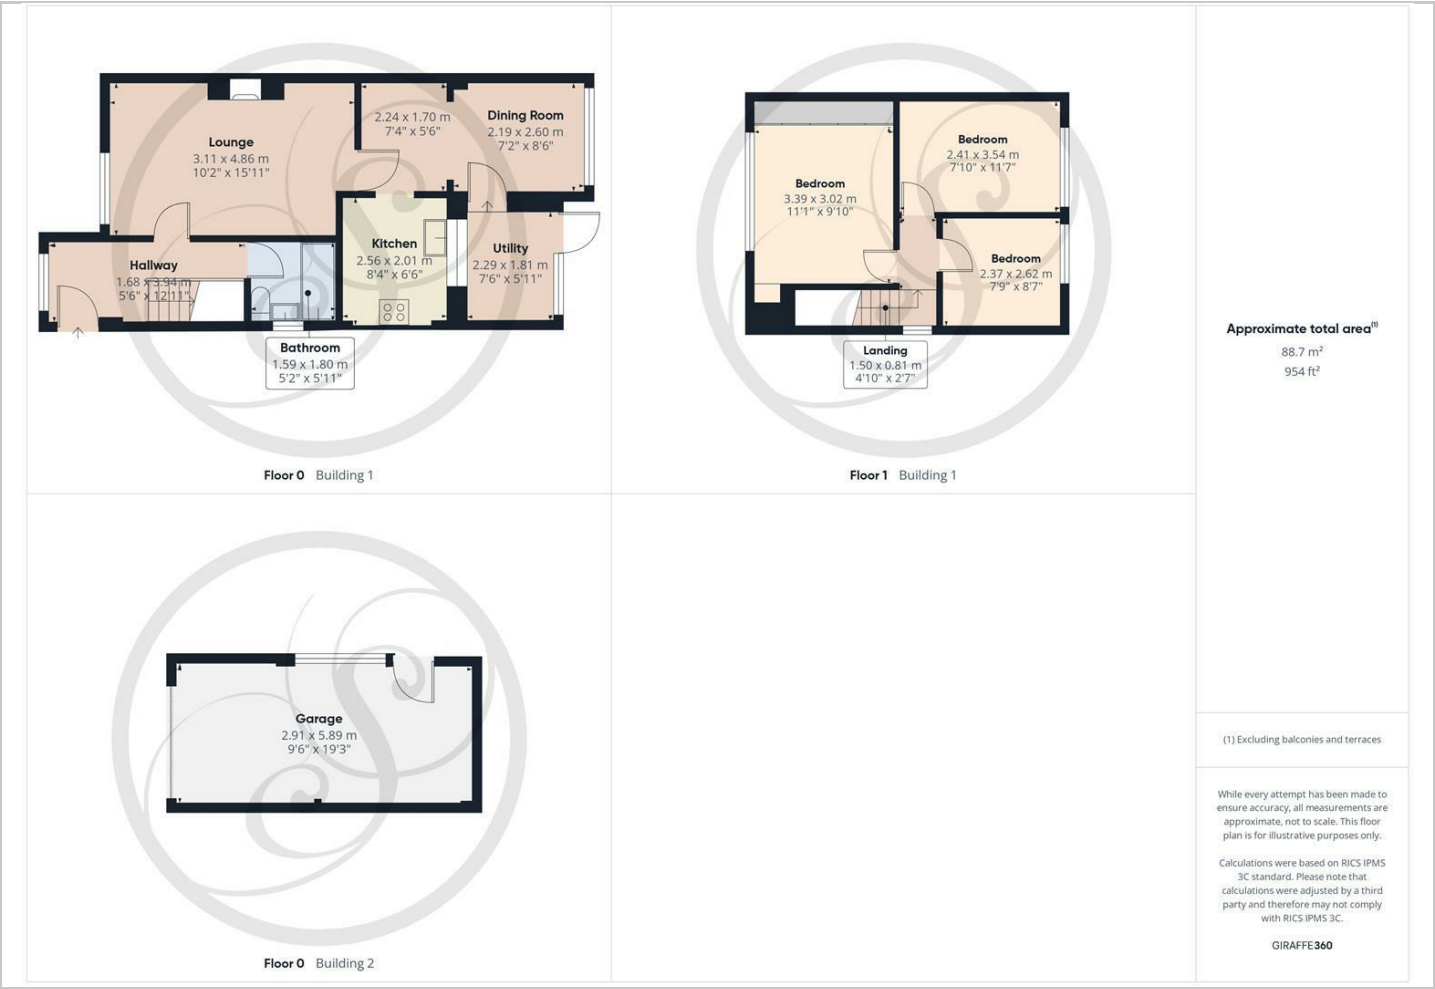 Lounge
3.11 x 4.86 m
10'2" x 15'11"
2.24 x 1.70 m
7'4" x 5'6"
Dining Room
2.19 x 2.60 m
7'2" x 8'6"
Hallway
1.68 x 3.94 m
5'6" x 12'11"
Kitchen
2.56 x 2.01 m
8'4" x 6'6"
Utility
2.29 x 1.81 m
7'6" x 5'11"
Bathroom
1.59 x 1.80 m
5'2" x 5'11"
Floor 0 Building 1
Bedroom
3.39 x 3.02 m
11'1" x 9'10"
Bedroom
2.41 x 3.54 m
7'10" x 11'7"
Bedroom
2.37 x 2.62 m
7'9" x 8'7"
Landing
1.50 x 0.81 m
4'10" x 2'7"
Floor 1 Building 1
Garage
2.91 x 5.89 m
9'6" x 19'3"
Floor 0 Building 2
Approximate total area⁽¹⁾
88.7 m²
954 ft²
(1) Excluding balconies and terraces
While every attempt has been made to
ensure accuracy, all measurements are
approximate, not to scale. This floor
plan is for illustrative purposes only.
Calculations were based on RICS IPMS
3C standard. Please note that
calculations were adjusted by a third
party and therefore may not comply
with RICS IPMS 3C.
GIRAFFE360